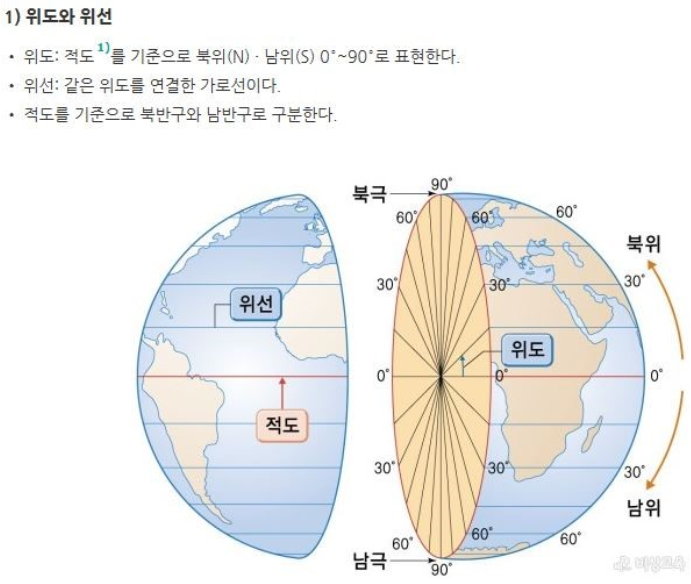 1) 위도와 위선
• 위도: 적도1)를 기준으로 북위(N) · 남위(S) 0˚~90˚로 표현한다.
• 위선: 같은 위도를 연결한 가로선이다.
• 적도를 기준으로 북반구와 남반구로 구분한다.
90˚
북극
60˚ 60˚ 60˚
북위
30˚ 30˚ 30˚
위선
위도
0˚ 0˚ 0˚
적도
30˚ 30˚ 30˚
남위
60˚ 60˚ 60˚
남극
90˚
비상교육